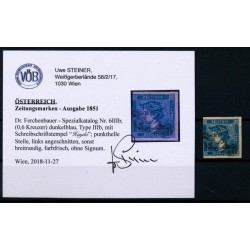 Uwe STEINER,
Weißgerberlände 58/2/17,
1030 Wien
VÖB
ÖSTERREICH,
Zeitungsmarken - Ausgabe 1851
Dr. Ferchenbauer - Spezialkatalog Nr. 6IIIb;
(0,6 Kreuzer) dunkelblau, Type IIIb, mit
Schreibschriftstempel
punkthelle
Stelle, links angeschnitten, sonst
breitrandig, farbfrisch, ohne Signum.
Wien, 2018-11-27